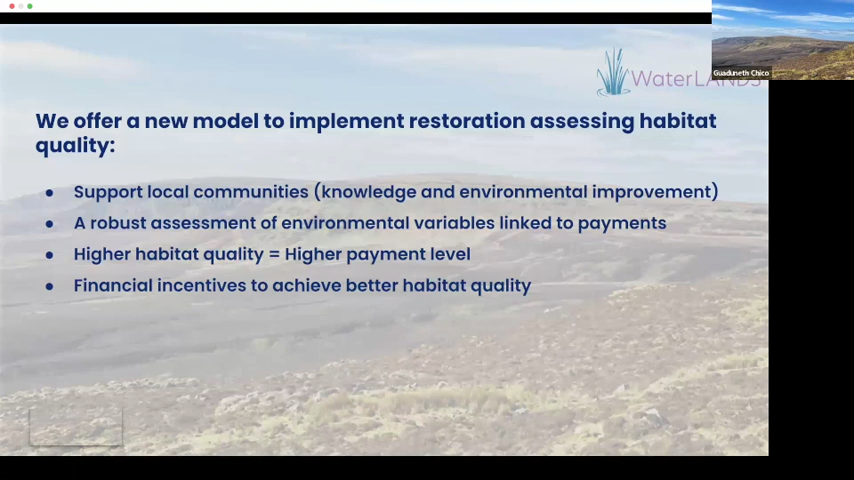 Guaduneth Chico
WaterLANDS
We offer a new model to implement restoration assessing habitat
quality:
• Support local communities (knowledge and environmental improvement)
• A robust assessment of environmental variables linked to payments
• Higher habitat quality = Higher payment level
• Financial incentives to achieve better habitat quality